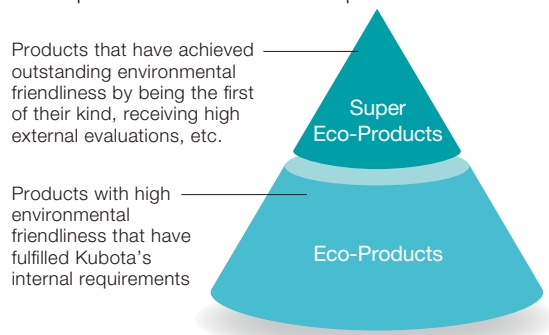 Products that have achieved
outstanding environmental
friendliness by being the first
of their kind, receiving high
external evaluations, etc.
Super
Eco-Products
Products with high
environmental
friendliness that have
fulfilled Kubota's
internal requirements
Eco-Products